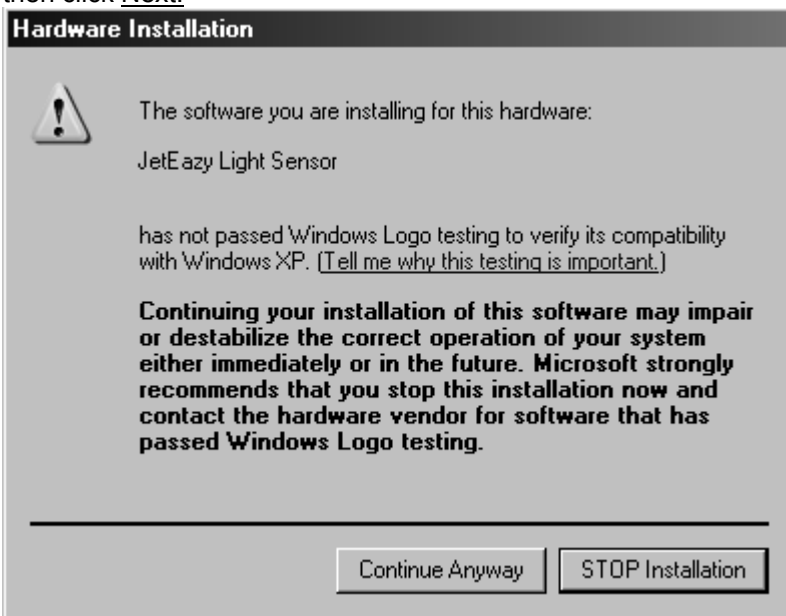 then click Next.
Hardware Installation
The software you are installing for this hardware:
JetEazy Light Sensor
has not passed Windows Logo testing to verify its compatibility
with Windows XP. (Tell me why this testing is important.)
Continuing your installation of this software may impair
or destabilize the correct operation of your system
either immediately or in the future. Microsoft strongly
recommends that you stop this installation now and
contact the hardware vendor for software that has
passed Windows Logo testing.
Continue Anyway STOP Installation